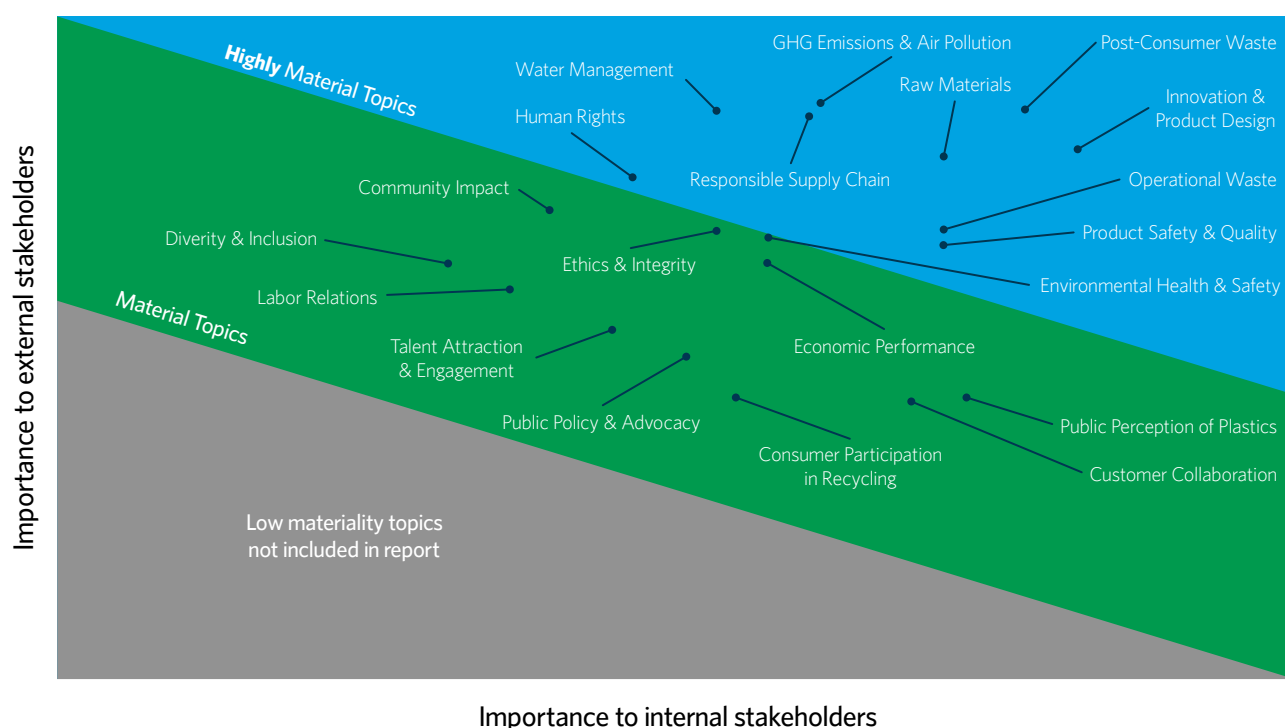 Importance to external stakeholders
Highly Material Topics
GHG Emissions & Air Pollution
Post-Consumer Waste
Water Management
Raw Materials
Innovation &
Product Design
Human Rights
Responsible Supply Chain
Operational Waste
Community Impact
Diverity & Inclusion
Product Safety & Quality
Ethics & Integrity
Environmental Health & Safety
Labor Relations
Material Topics
Talent Attraction
& Engagement
Economic Performance
Public Policy & Advocacy
Public Perception of Plastics
Consumer Participation
in Recycling
Customer Collaboration
Low materiality topics
not included in report
Importance to internal stakeholders